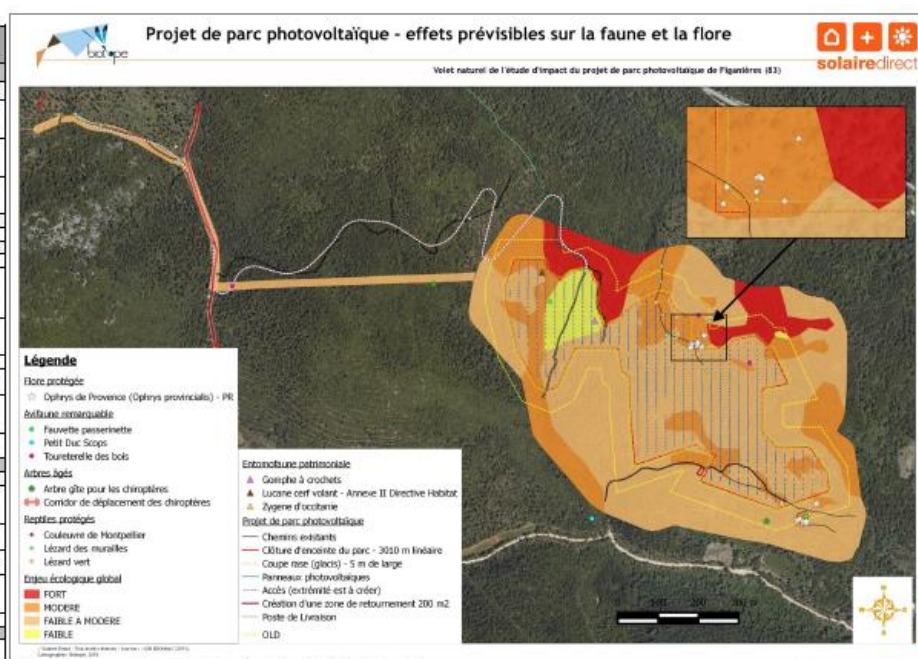 biotope
Projet de parc photovoltaïque - effets prévisibles sur la faune et la flore
solairedirect
Volet naturel de l'étude d'impact du projet de parc photovoltaïque de Figanières (83)
Légende
Flore protégée
Ophrys de Provence (Ophrys provincialis) - PR
Avifaune remarquable
Fauvette passerinette
Petit Duc Scops
Toureterelle des bois
Arbres âgés
Arbre gîte pour les chiroptères
Corridor de déplacement des chiroptères
Reptiles protégés
Couleuvre de Montpellier
Lézard des murailles
Lézard vert
Enjeu écologique global
FORT
MODERE
FAIBLE A MODERE
FAIBLE
Entomofaune patrimoniale
Gomphe à crochets
Lucane cerf volant - Annexe II Directive Habitat
Zygene d'occitanie
Projet de parc photovoltaïque
Chemins existants
Clôture d'enceinte du parc - 3010 m linéaire
Coupe rase (glacis) - 5 m de large
Panneaux photovoltaïques
Accès (extrémité est à créer)
Création d'une zone de retournement 200 m2
Poste de Livraison
OLD
100 200 300 m